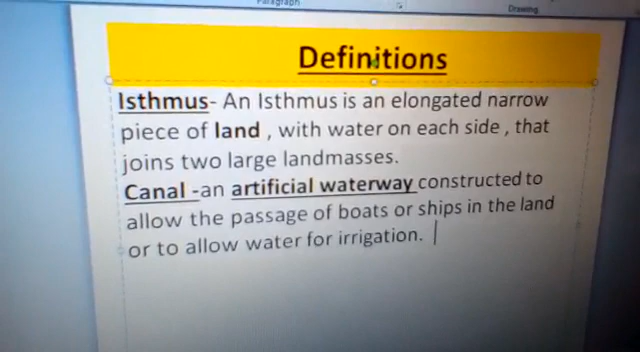 Paragraph
Drawing
Definitions
Isthmus- An Isthmus is an elongated narrow
piece of land , with water on each side , that
joins two large landmasses.
Canal -an artificial waterway constructed to
allow the passage of boats or ships in the land
or to allow water for irrigation.